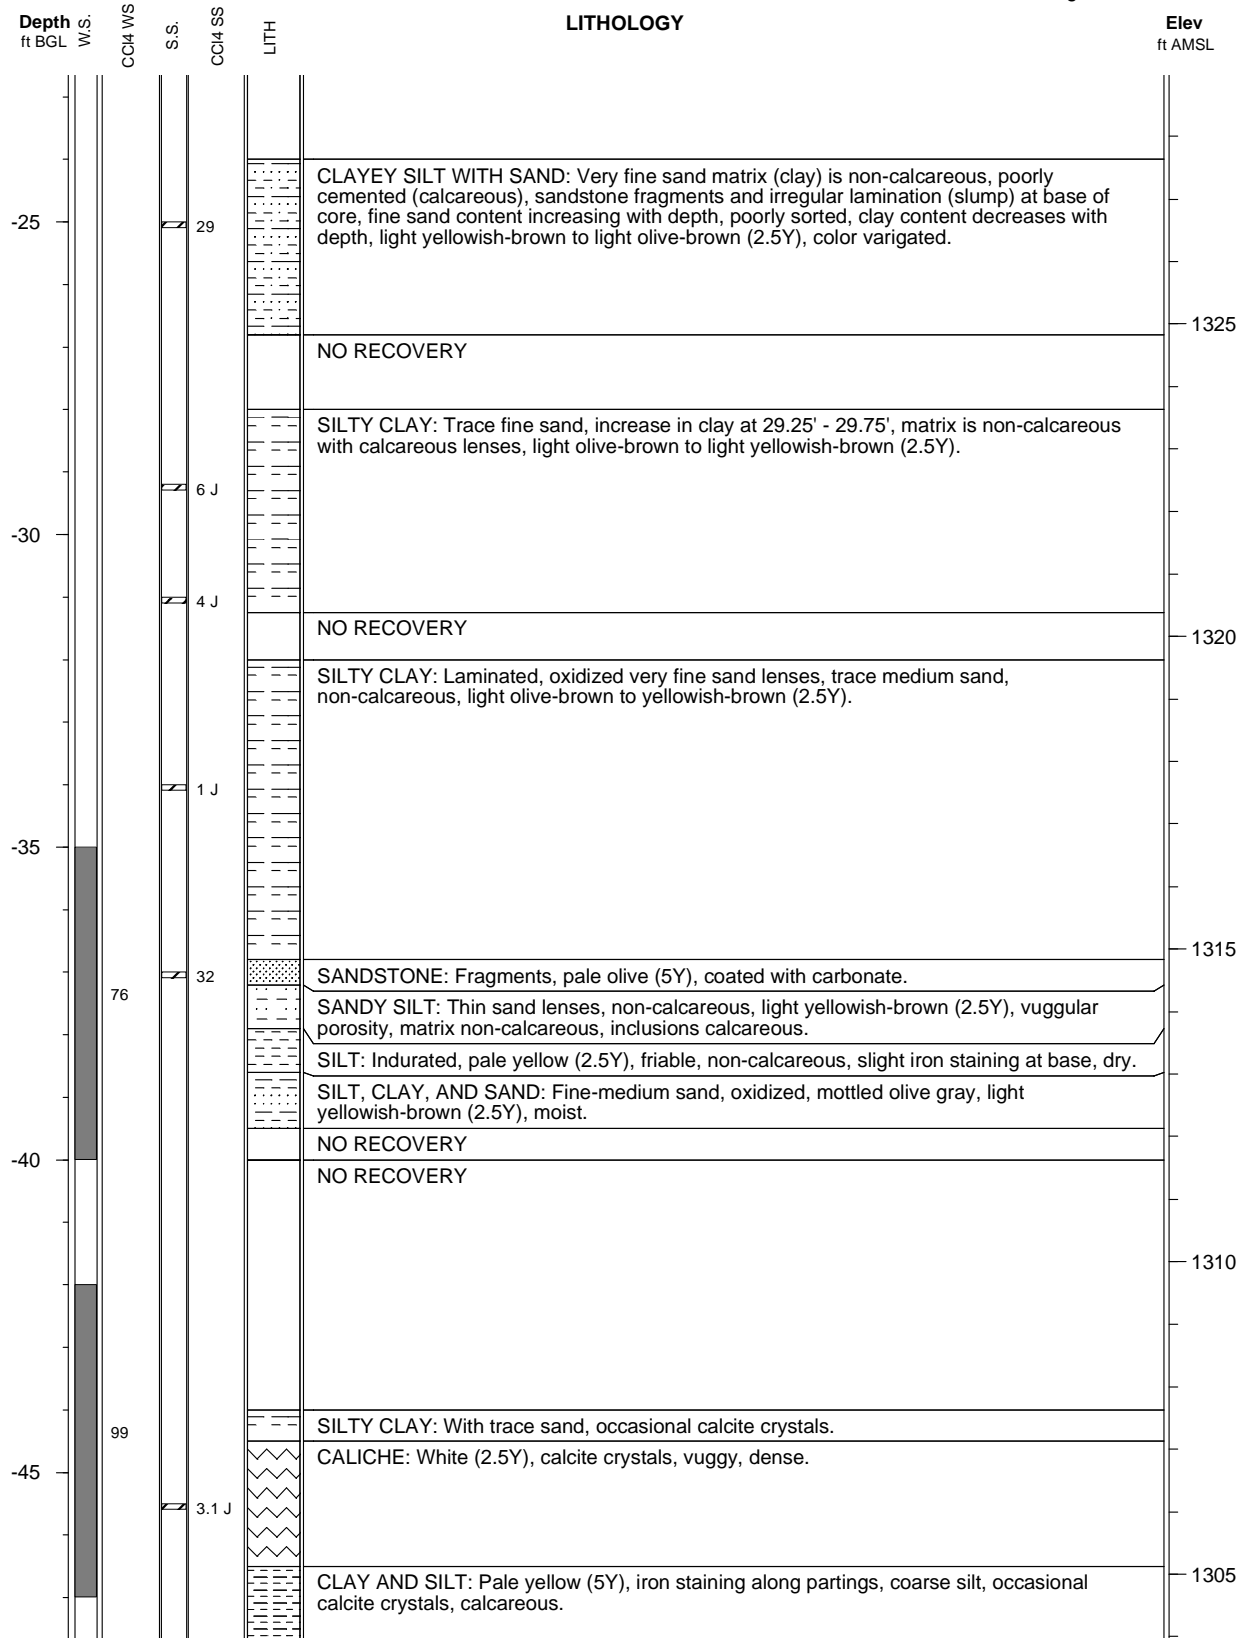 Depth
ft BGL
W.S.
CCl4 WS
S.S.
CCl4 SS
LITH
LITHOLOGY
Elev
ft AMSL
CLAYEY SILT WITH SAND: Very fine sand matrix (clay) is non-calcareous, poorly
cemented (calcareous), sandstone fragments and irregular lamination (slump) at base of
core, fine sand content increasing with depth, poorly sorted, clay content decreases with
depth, light yellowish-brown to light olive-brown (2.5Y), color varigated.
-25
29
1325
NO RECOVERY
SILTY CLAY: Trace fine sand, increase in clay at 29.25' - 29.75', matrix is non-calcareous
with calcareous lenses, light olive-brown to light yellowish-brown (2.5Y).
6 J
-30
4 J
NO RECOVERY
1320
SILTY CLAY: Laminated, oxidized very fine sand lenses, trace medium sand,
non-calcareous, light olive-brown to yellowish-brown (2.5Y).
1 J
-35
1315
32
SANDSTONE: Fragments, pale olive (5Y), coated with carbonate.
76
SANDY SILT: Thin sand lenses, non-calcareous, light yellowish-brown (2.5Y), vuggular
porosity, matrix non-calcareous, inclusions calcareous.
SILT: Indurated, pale yellow (2.5Y), friable, non-calcareous, slight iron staining at base, dry.
SILT, CLAY, AND SAND: Fine-medium sand, oxidized, mottled olive gray, light
yellowish-brown (2.5Y), moist.
NO RECOVERY
-40
NO RECOVERY
1310
99
SILTY CLAY: With trace sand, occasional calcite crystals.
CALICHE: White (2.5Y), calcite crystals, vuggy, dense.
-45
3.1 J
1305
CLAY AND SILT: Pale yellow (5Y), iron staining along partings, coarse silt, occasional
calcite crystals, calcareous.